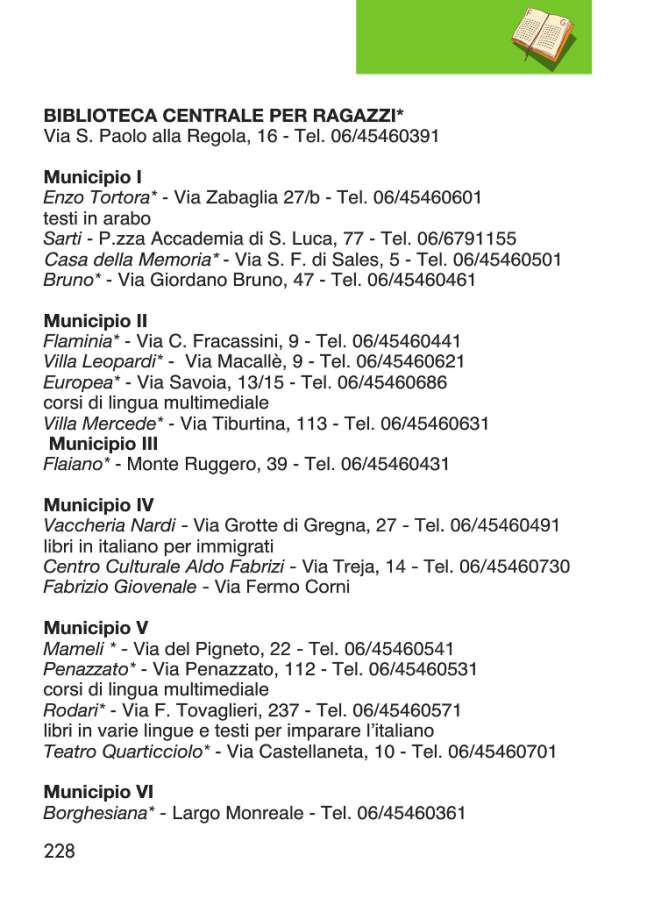 BIBLIOTECA CENTRALE PER RAGAZZI*
Via S. Paolo alla Regola, 16 - Tel. 06/45460391
Municipio I
Enzo Tortora* - Via Zabaglia 27/b - Tel. 06/45460601
testi in arabo
Sarti - P.zza Accademia di S. Luca, 77 - Tel. 06/6791155
Casa della Memoria* - Via S. F. di Sales, 5 - Tel. 06/45460501
Bruno* - Via Giordano Bruno, 47 - Tel. 06/45460461
Municipio II
Flaminia* - Via C. Fracassini, 9 - Tel. 06/45460441
Villa Leopardi* -  Via Macallè, 9 - Tel. 06/45460621
Europea* - Via Savoia, 13/15 - Tel. 06/45460686
corsi di lingua multimediale
Villa Mercede* - Via Tiburtina, 113 - Tel. 06/45460631
Municipio III
Flaiano* - Monte Ruggero, 39 - Tel. 06/45460431
Municipio IV
Vaccheria Nardi - Via Grotte di Gregna, 27 - Tel. 06/45460491
libri in italiano per immigrati
Centro Culturale Aldo Fabrizi - Via Treja, 14 - Tel. 06/45460730
Fabrizio Giovenale - Via Fermo Corni
Municipio V
Mameli * - Via del Pigneto, 22 - Tel. 06/45460541
Penazzato* - Via Penazzato, 112 - Tel. 06/45460531
corsi di lingua multimediale
Rodari* - Via F. Tovaglieri, 237 - Tel. 06/45460571
libri in varie lingue e testi per imparare l’italiano
Teatro Quarticciolo* - Via Castellaneta, 10 - Tel. 06/45460701
Municipio VI
Borghesiana* - Largo Monreale - Tel. 06/45460361
228